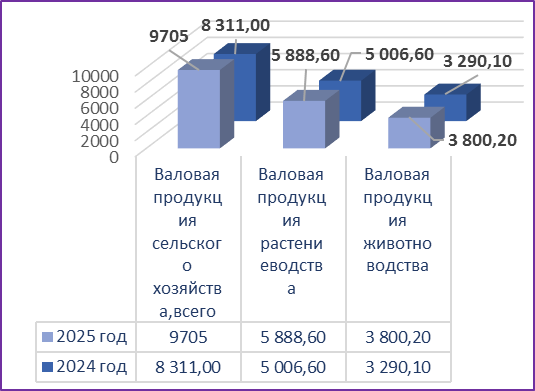 9705
8 311,00
5 888,60
5 006,60
3 290,10
3 800,20
10000
8000
6000
4000
2000
0
Валовая
продукц
ия
сельског
о
хозяйств
а,всего
Валовая
продукц
ия
растени
еводств
а
Валовая
продукц
ия
животно
водства
2025 год 9705 5 888,60 3 800,20
2024 год 8 311,00 5 006,60 3 290,10